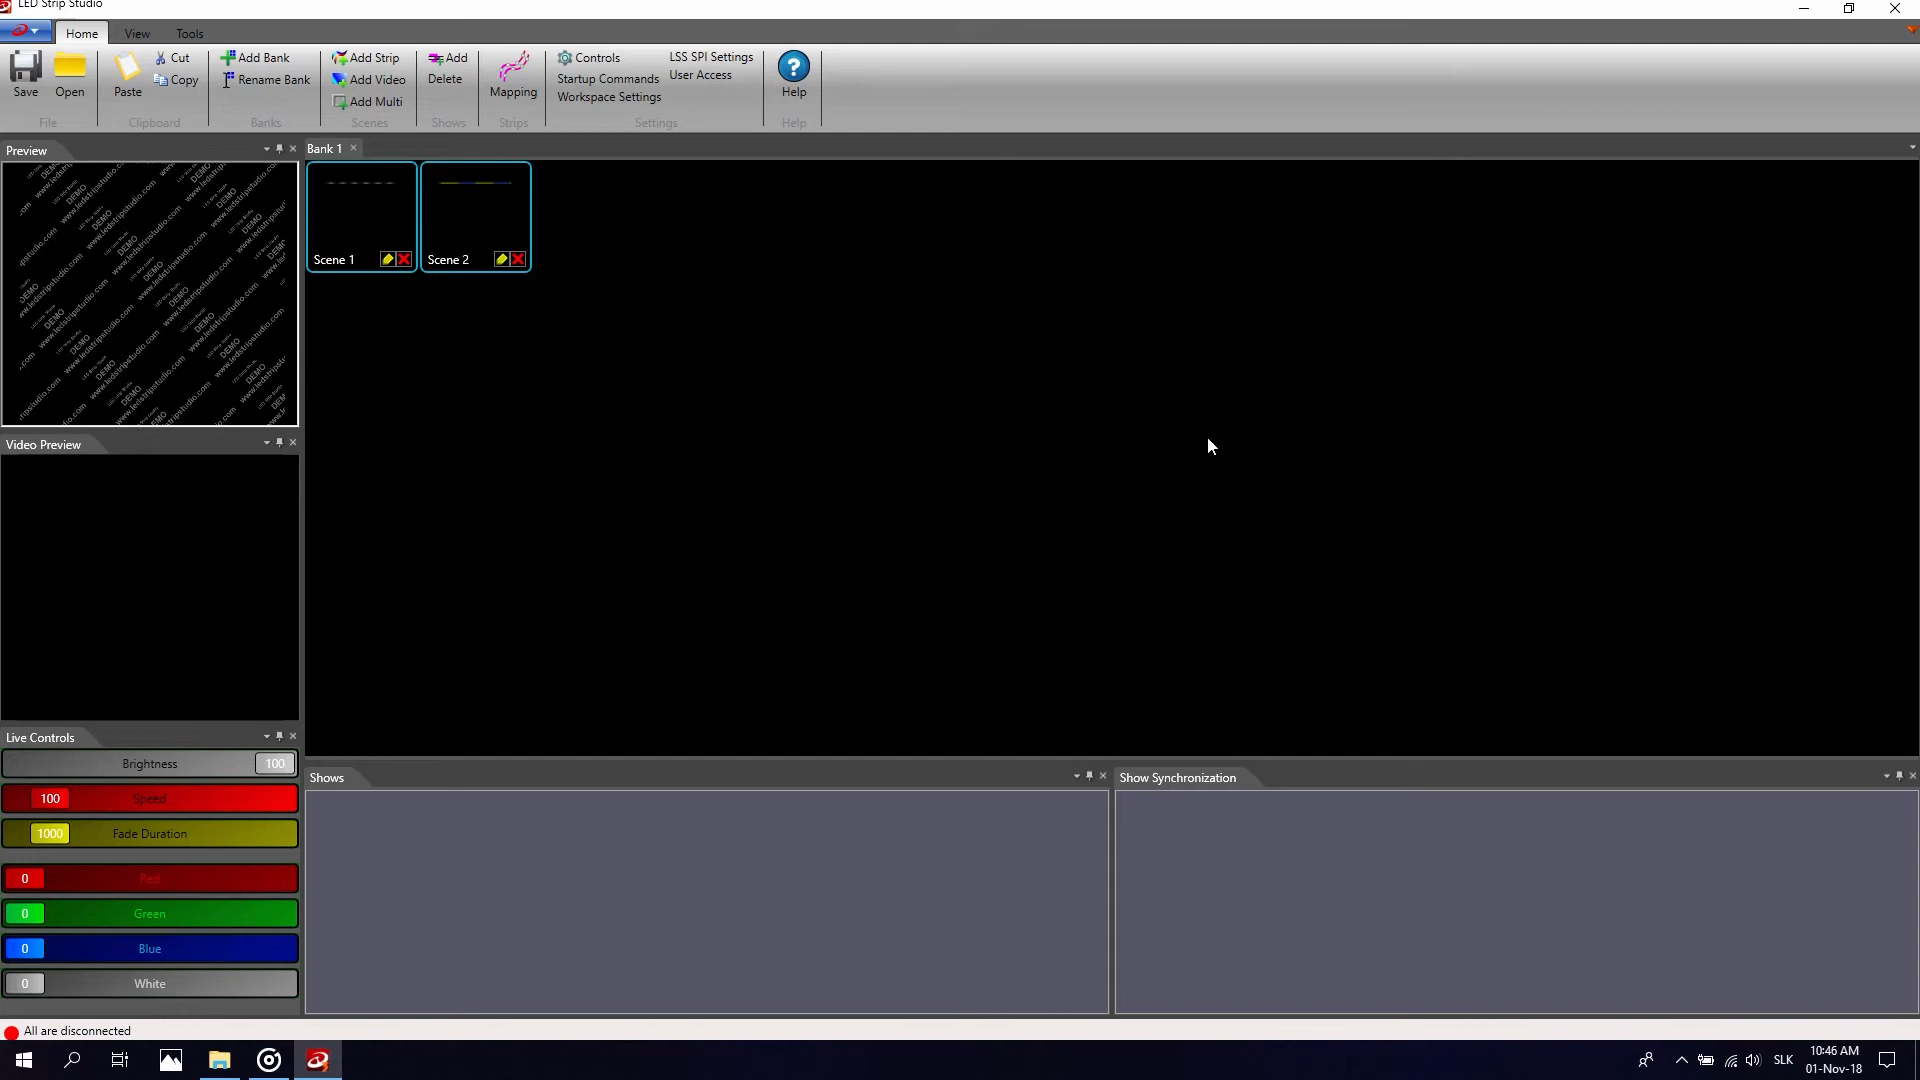 LED Strip Studio
Home View Tools
Save
Open
Paste
Cut
Copy
Add Bank
Rename Bank
Add Strip
Add Video
Add Multi
Add
Delete
Mapping
Controls
Startup Commands
Workspace Settings
LSS SPI Settings
User Access
Help
File Clipboard Banks Scenes Shows Strips Settings Help
Preview
DEMO
www.ledstripstudio.com
Bank 1
Scene 1
Scene 2
Video Preview
Live Controls
Brightness 100
100 Speed
1000 Fade Duration
0 Red
0 Green
0 Blue
0 White
Shows
Show Synchronization
All are disconnected
SLK
10:46 AM
01-Nov-18